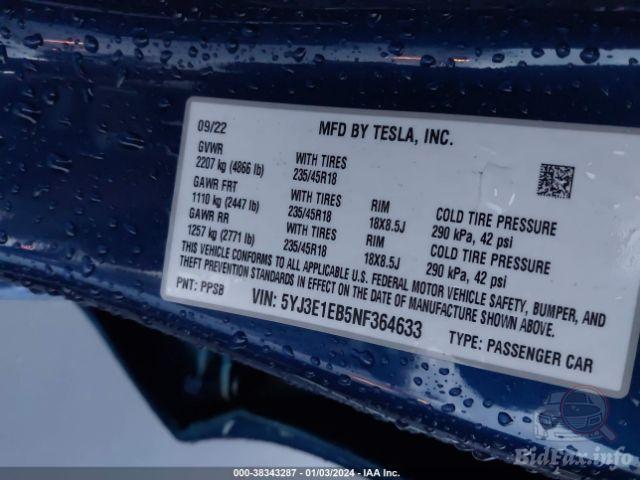 09/22 MFD BY TESLA, INC.
GVWR
2207 kg (4866 lb) WITH TIRES
GAWR FRT 235/45R18
1110 kg (2447 lb) WITH TIRES RIM COLD TIRE PRESSURE
GAWR RR 235/45R18 18X8.5J 290 kPa, 42 psi
1257 kg (2771 lb) WITH TIRES RIM COLD TIRE PRESSURE
235/45R18 18X8.5J 290 kPa, 42 psi
THIS VEHICLE CONFORMS TO ALL APPLICABLE U.S. FEDERAL MOTOR VEHICLE SAFETY, BUMPER, AND
THEFT PREVENTION STANDARDS IN EFFECT ON THE DATE OF MANUFACTURE SHOWN ABOVE.
PNT: PPSB VIN: 5YJ3E1EB5NF364633 TYPE: PASSENGER CAR
BidFax.info
000-38343287 - 01/03/2024 - IAA Inc.